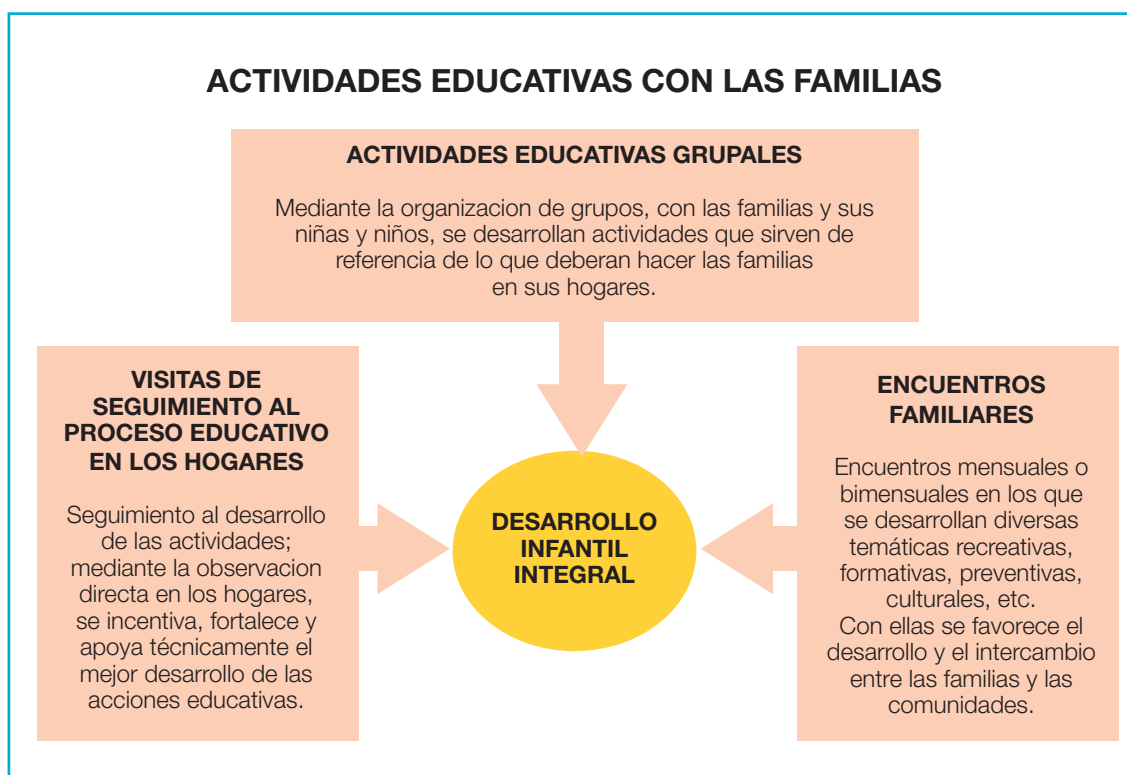 ACTIVIDADES EDUCATIVAS CON LAS FAMILIAS
ACTIVIDADES EDUCATIVAS GRUPALES
Mediante la organizacion de grupos, con las familias y sus
niñas y niños, se desarrollan actividades que sirven de
referencia de lo que deberan hacer las familias
en sus hogares.
VISITAS DE
SEGUIMIENTO AL
PROCESO EDUCATIVO
EN LOS HOGARES
Seguimiento al desarrollo
de las actividades;
mediante la observacion
directa en los hogares,
se incentiva, fortalece y
apoya técnicamente el
mejor desarrollo de las
acciones educativas.
DESARROLLO
INFANTIL
INTEGRAL
ENCUENTROS
FAMILIARES
Encuentros mensuales o
bimensuales en los que
se desarrollan diversas
temáticas recreativas,
formativas, preventivas,
culturales, etc.
Con ellas se favorece el
desarrollo y el intercambio
entre las familias y las
comunidades.